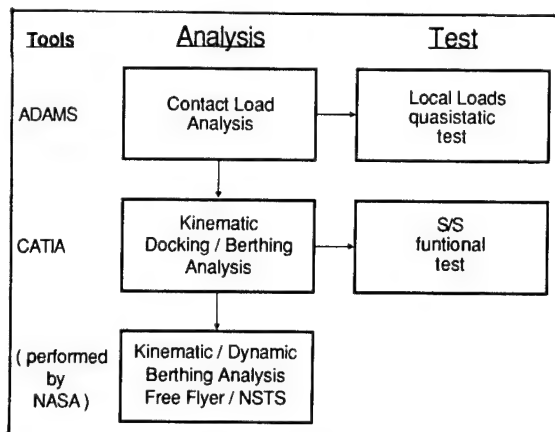 Tools Analysis Test
ADAMS
Contact Load
Analysis
Local Loads
quasistatic
test
CATIA
Kinematic
Docking / Berthing
Analysis
S/S
funtional
test
( performed
by
NASA )
Kinematic / Dynamic
Berthing Analysis
Free Flyer / NSTS